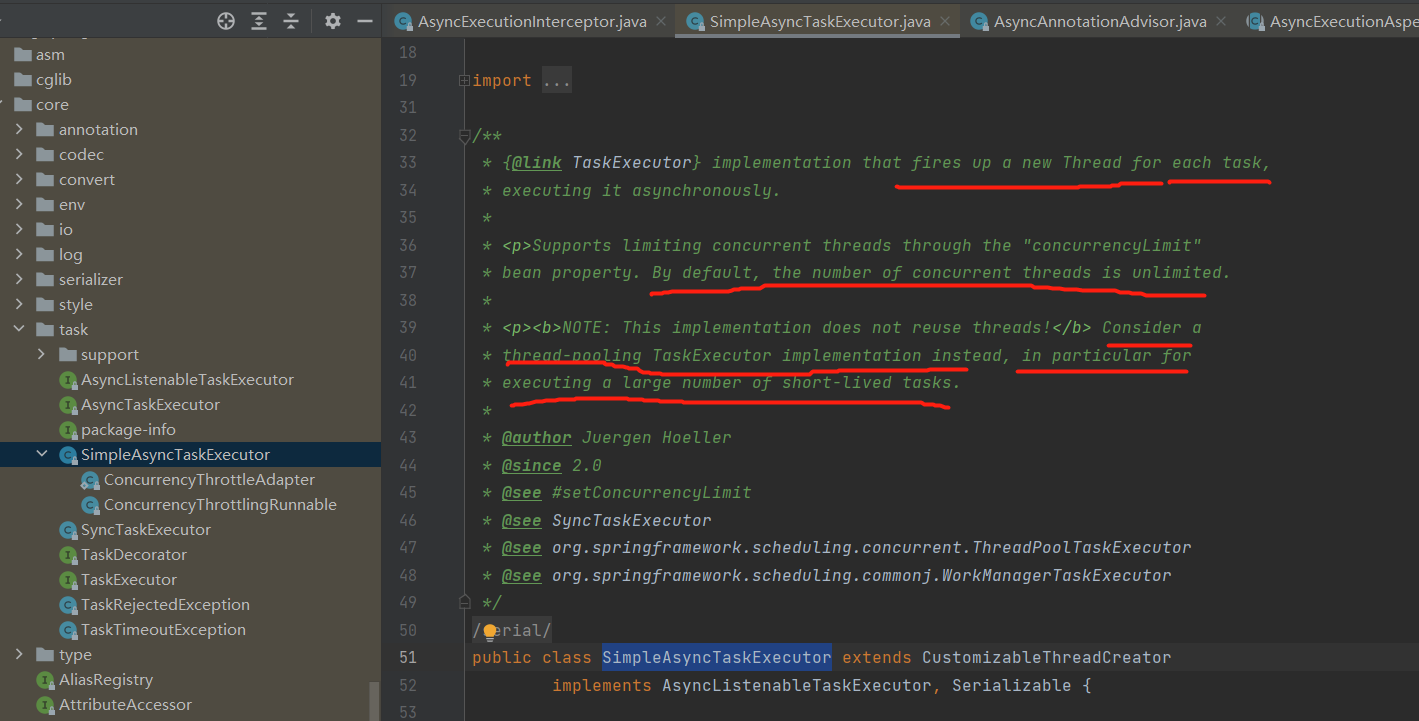 AsyncExecutionInterceptor.java
SimpleAsyncTaskExecutor.java
AsyncAnnotationAdvisor.java
AsyncExecutionAspe
asm
cglib
core
annotation
codec
convert
env
io
log
serializer
style
task
support
AsyncListenableTaskExecutor
AsyncTaskExecutor
package-info
SimpleAsyncTaskExecutor
ConcurrencyThrottleAdapter
ConcurrencyThrottlingRunnable
SyncTaskExecutor
TaskDecorator
TaskExecutor
TaskRejectedException
TaskTimeoutException
type
AliasRegistry
AttributeAccessor
18
19 import ...
31
32 /**
33 * {@link TaskExecutor} implementation that fires up a new Thread for each task,
34 * executing it asynchronously.
35 *
36 * <p>Supports limiting concurrent threads through the "concurrencyLimit"
37 * bean property. By default, the number of concurrent threads is unlimited.
38 *
39 * <p><b>NOTE: This implementation does not reuse threads!</b> Consider a
40 * thread-pooling TaskExecutor implementation instead, in particular for
41 * executing a large number of short-lived tasks.
42 *
43 * @author Juergen Hoeller
44 * @since 2.0
45 * @see #setConcurrencyLimit
46 * @see SyncTaskExecutor
47 * @see org.springframework.scheduling.concurrent.ThreadPoolTaskExecutor
48 * @see org.springframework.scheduling.commonj.WorkManagerTaskExecutor
49 */
50
51 public class SimpleAsyncTaskExecutor extends CustomizableThreadCreator
52 implements AsyncListenableTaskExecutor, Serializable {
53